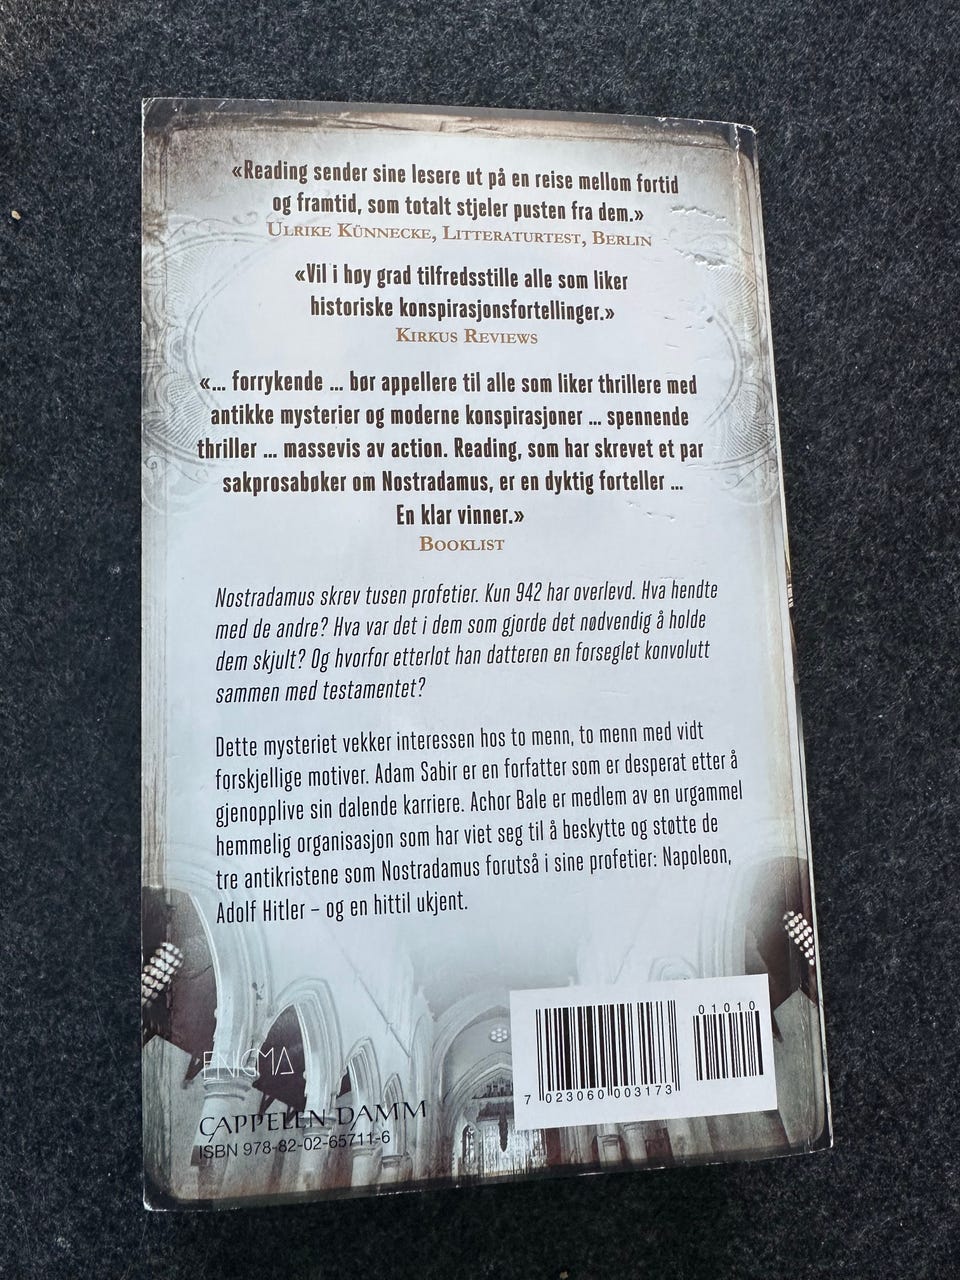 «Reading sender sine lesere ut på en reise mellom fortid
og framtid, som totalt stjeler pusten fra dem.»
Ulrike Künnecke, Litteraturtest, Berlin
«Vil i høy grad tilfredsstille alle som liker
historiske konspirasjonsfortellinger.»
Kirkus Reviews
«... forrykende ... bør appellere til alle som liker thrillere med
antikke mysterier og moderne konspirasjoner ... spennende
thriller ... massevis av action. Reading, som har skrevet et par
sakprosabøker om Nostradamus, er en dyktig forteller ...
En klar vinner.»
Booklist
Nostradamus skrev tusen profetier. Kun 942 har overlevd. Hva hendte
med de andre? Hva var det i dem som gjorde det nødvendig å holde
dem skjult? Og hvorfor etterlot han datteren en forseglet konvolutt
sammen med testamentet?
Dette mysteriet vekker interessen hos to menn, to menn med vidt
forskjellige motiver. Adam Sabir er en forfatter som er desperat etter å
gjenopplive sin dalende karriere. Achor Bale er medlem av en urgammel
hemmelig organisasjon som har viet seg til å beskytte og støtte de
tre antikristene som Nostradamus forutså i sine profetier: Napoleon,
Adolf Hitler – og en hittil ukjent.
ENIGMA
CAPPELEN DAMM
ISBN 978-82-02-65711-6
01010
7 023060 003173